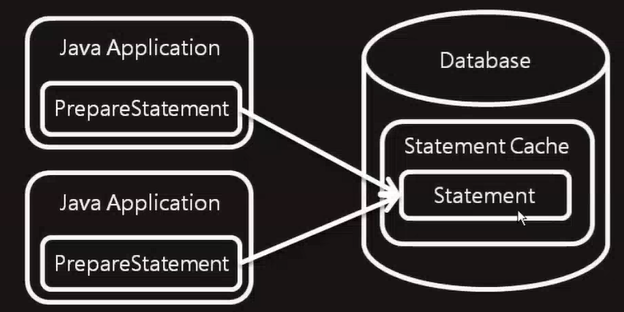 Java Application
PrepareStatement
Java Application
PrepareStatement
Database
Statement Cache
Statement